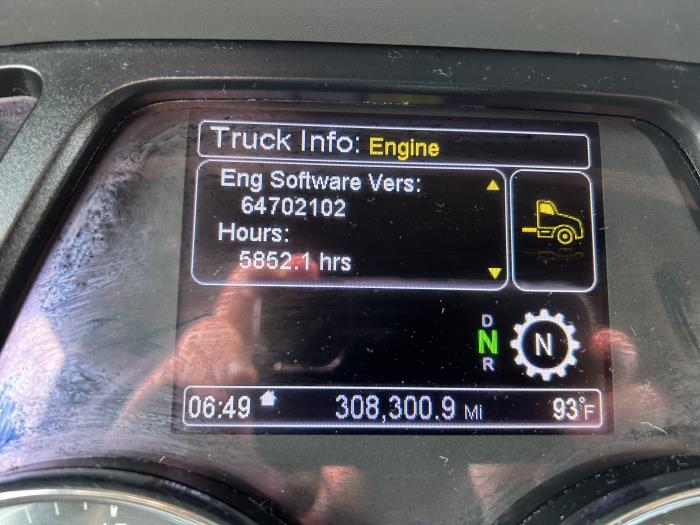 Truck Info: Engine
Eng Software Vers:
64702102
Hours:
5852.1 hrs
D
N
R
N
06:49 308,300.9 Mi 93°F